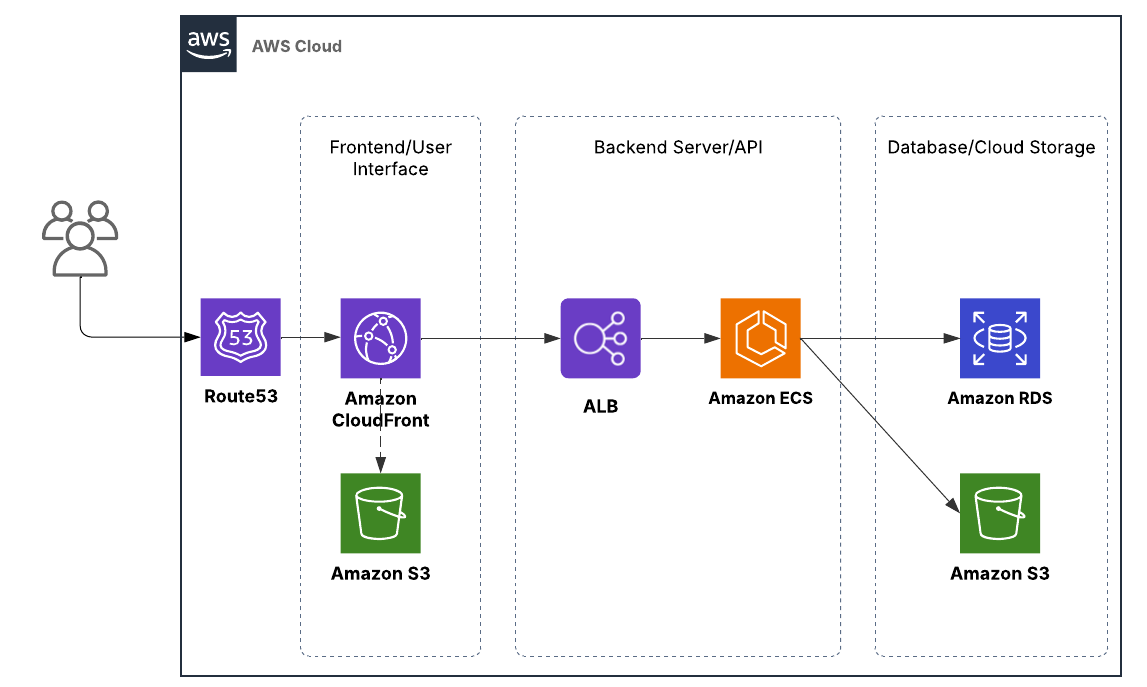 aws
AWS Cloud
Frontend/User
Interface
Backend Server/API
Database/Cloud Storage
53
Route53
Amazon
CloudFront
ALB
Amazon ECS
Amazon RDS
Amazon S3
Amazon S3